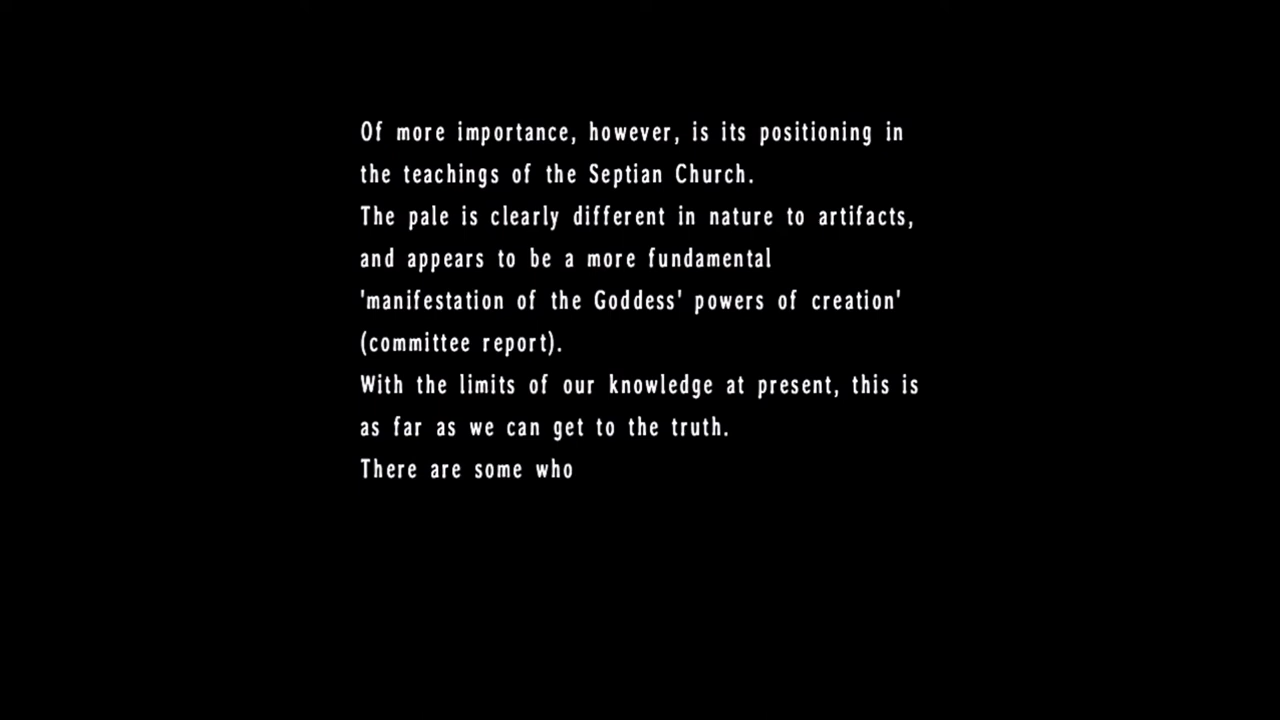 Of more importance, however, is its positioning in
the teachings of the Septian Church.
The pale is clearly different in nature to artifacts,
and appears to be a more fundamental
'manifestation of the Goddess' powers of creation'
(committee report).
With the limits of our knowledge at present, this is
as far as we can get to the truth.
There are some who